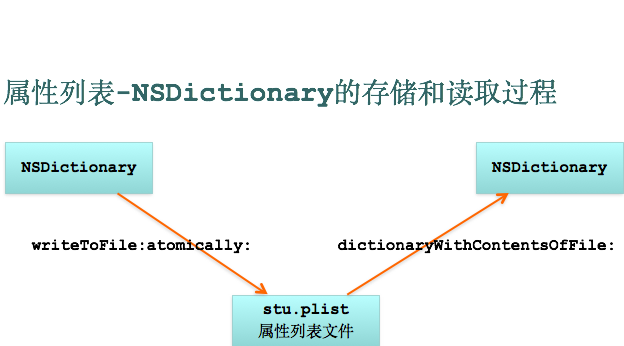 属性列表-NSDictionary的存储和读取过程
NSDictionary
NSDictionary
writeToFile:atomically:
dictionaryWithContentsOfFile:
stu.plist
属性列表文件